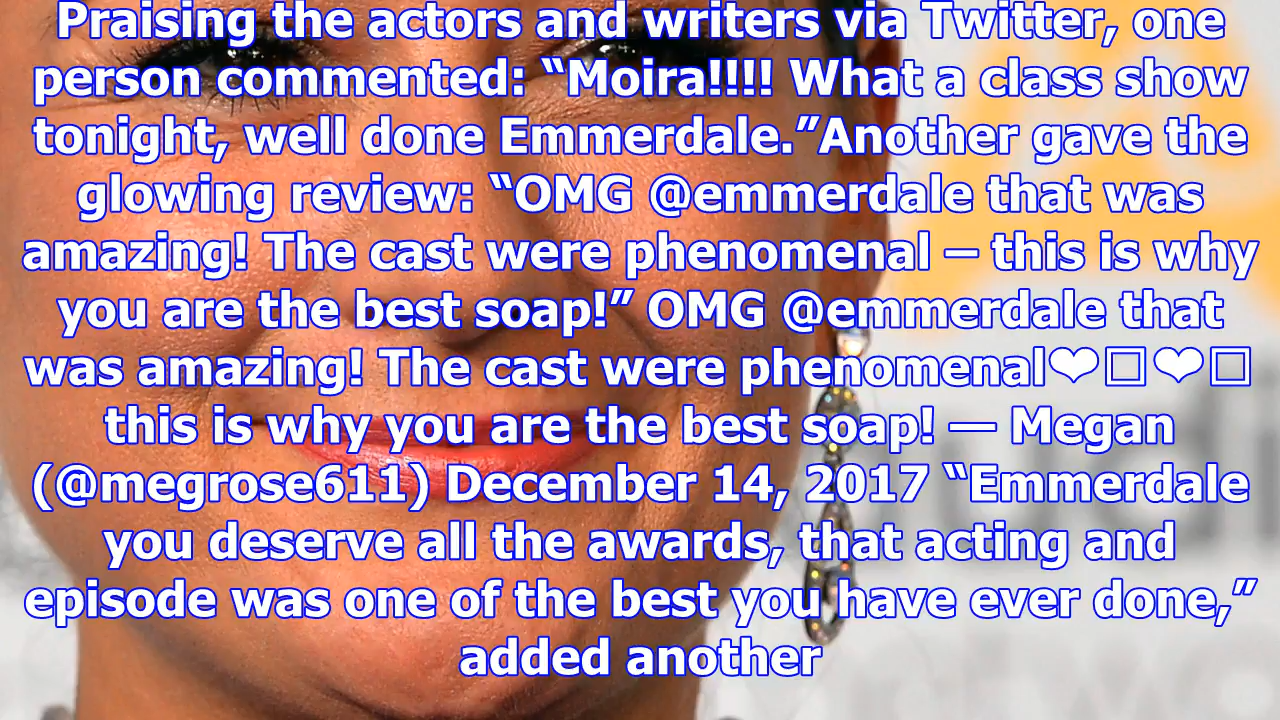 Praising the actors and writers via Twitter, one
person commented: “Moira!!!! What a class show
tonight, well done Emmerdale.”Another gave the
glowing review: “OMG @emmerdale that was
amazing! The cast were phenomenal – this is why
you are the best soap!” OMG @emmerdale that
was amazing! The cast were phenomenal❤□❤□
this is why you are the best soap! — Megan
(@megrose611) December 14, 2017 “Emmerdale
you deserve all the awards, that acting and
episode was one of the best you have ever done,”
added another